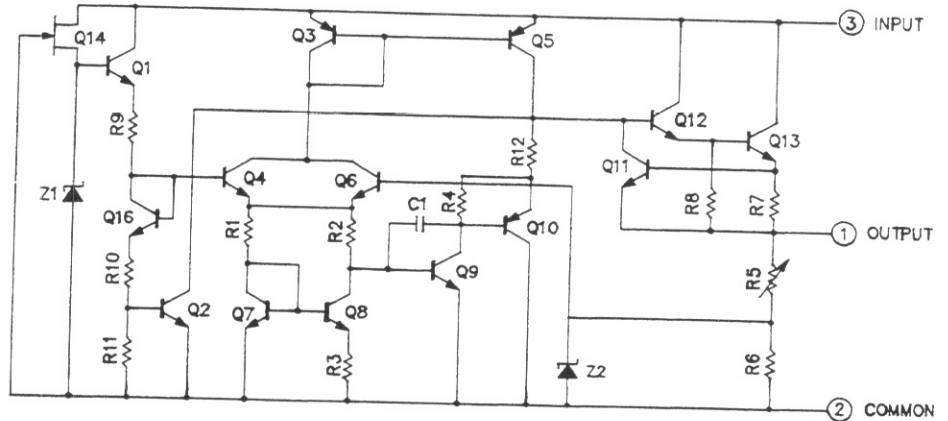 3 INPUT
Q14
Q3
Q5
Q1
R9
Q12
Q13
R12
Q11
Z1
Q4
Q6
R4
Q16
C1
R8
R7
R1
R2
Q10
1 OUTPUT
R10
Q9
R5
Q2
Q7
Q8
R11
R3
Z2
R6
2 COMMON